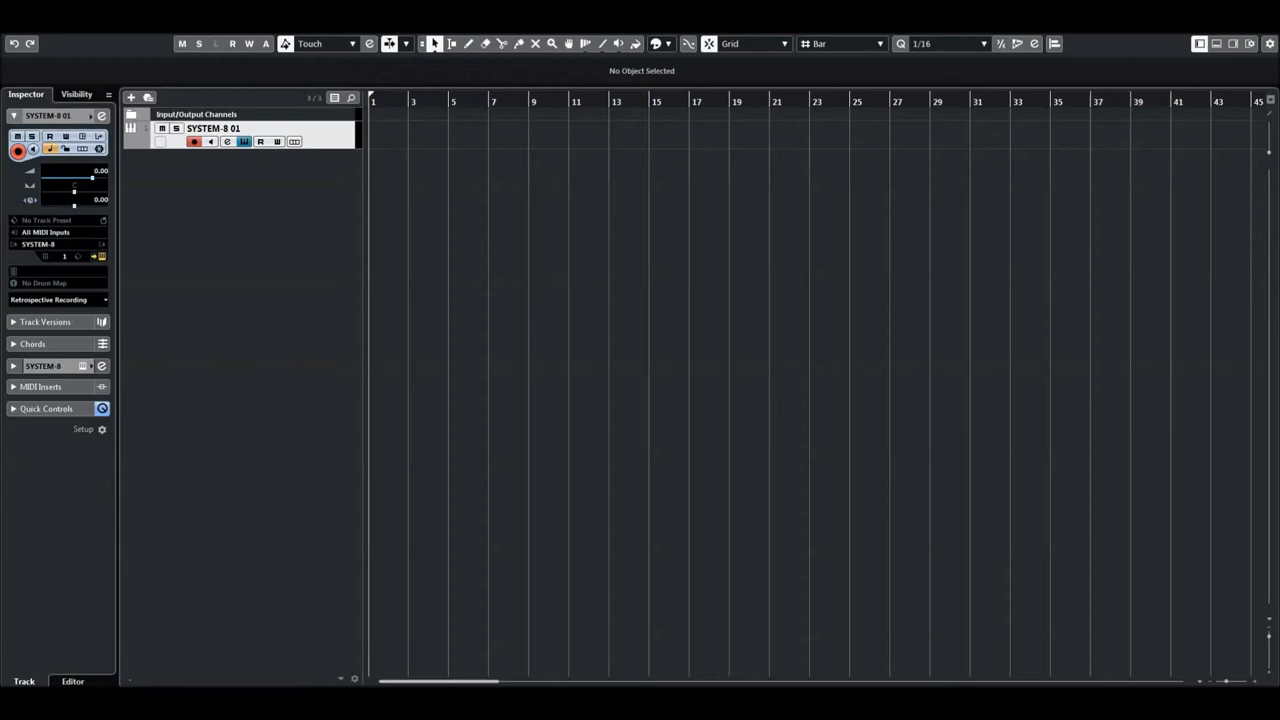 M S L R W A Touch Grid Bar Q 1/16
No Object Selected
Inspector Visibility
SYSTEM-8 01 e
M S R W
0.00
C
0.00
No Track Preset
All MIDI Inputs
SYSTEM-8
1
No Drum Map
Retrospective Recording
Track Versions
Chords
SYSTEM-8 e
MIDI Inserts
Quick Controls
Setup
3 / 3
Input/Output Channels
1 M S SYSTEM-8 01
e R W
1 3 5 7 9 11 13 15 17 19 21 23 25 27 29 31 33 35 37 39 41 43 45
Track Editor